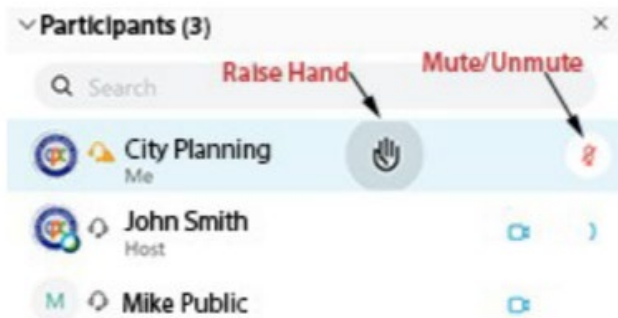 Participants (3)
Raise Hand
Mute/Unmute
Search
City Planning
Me
John Smith
Host
M Mike Public